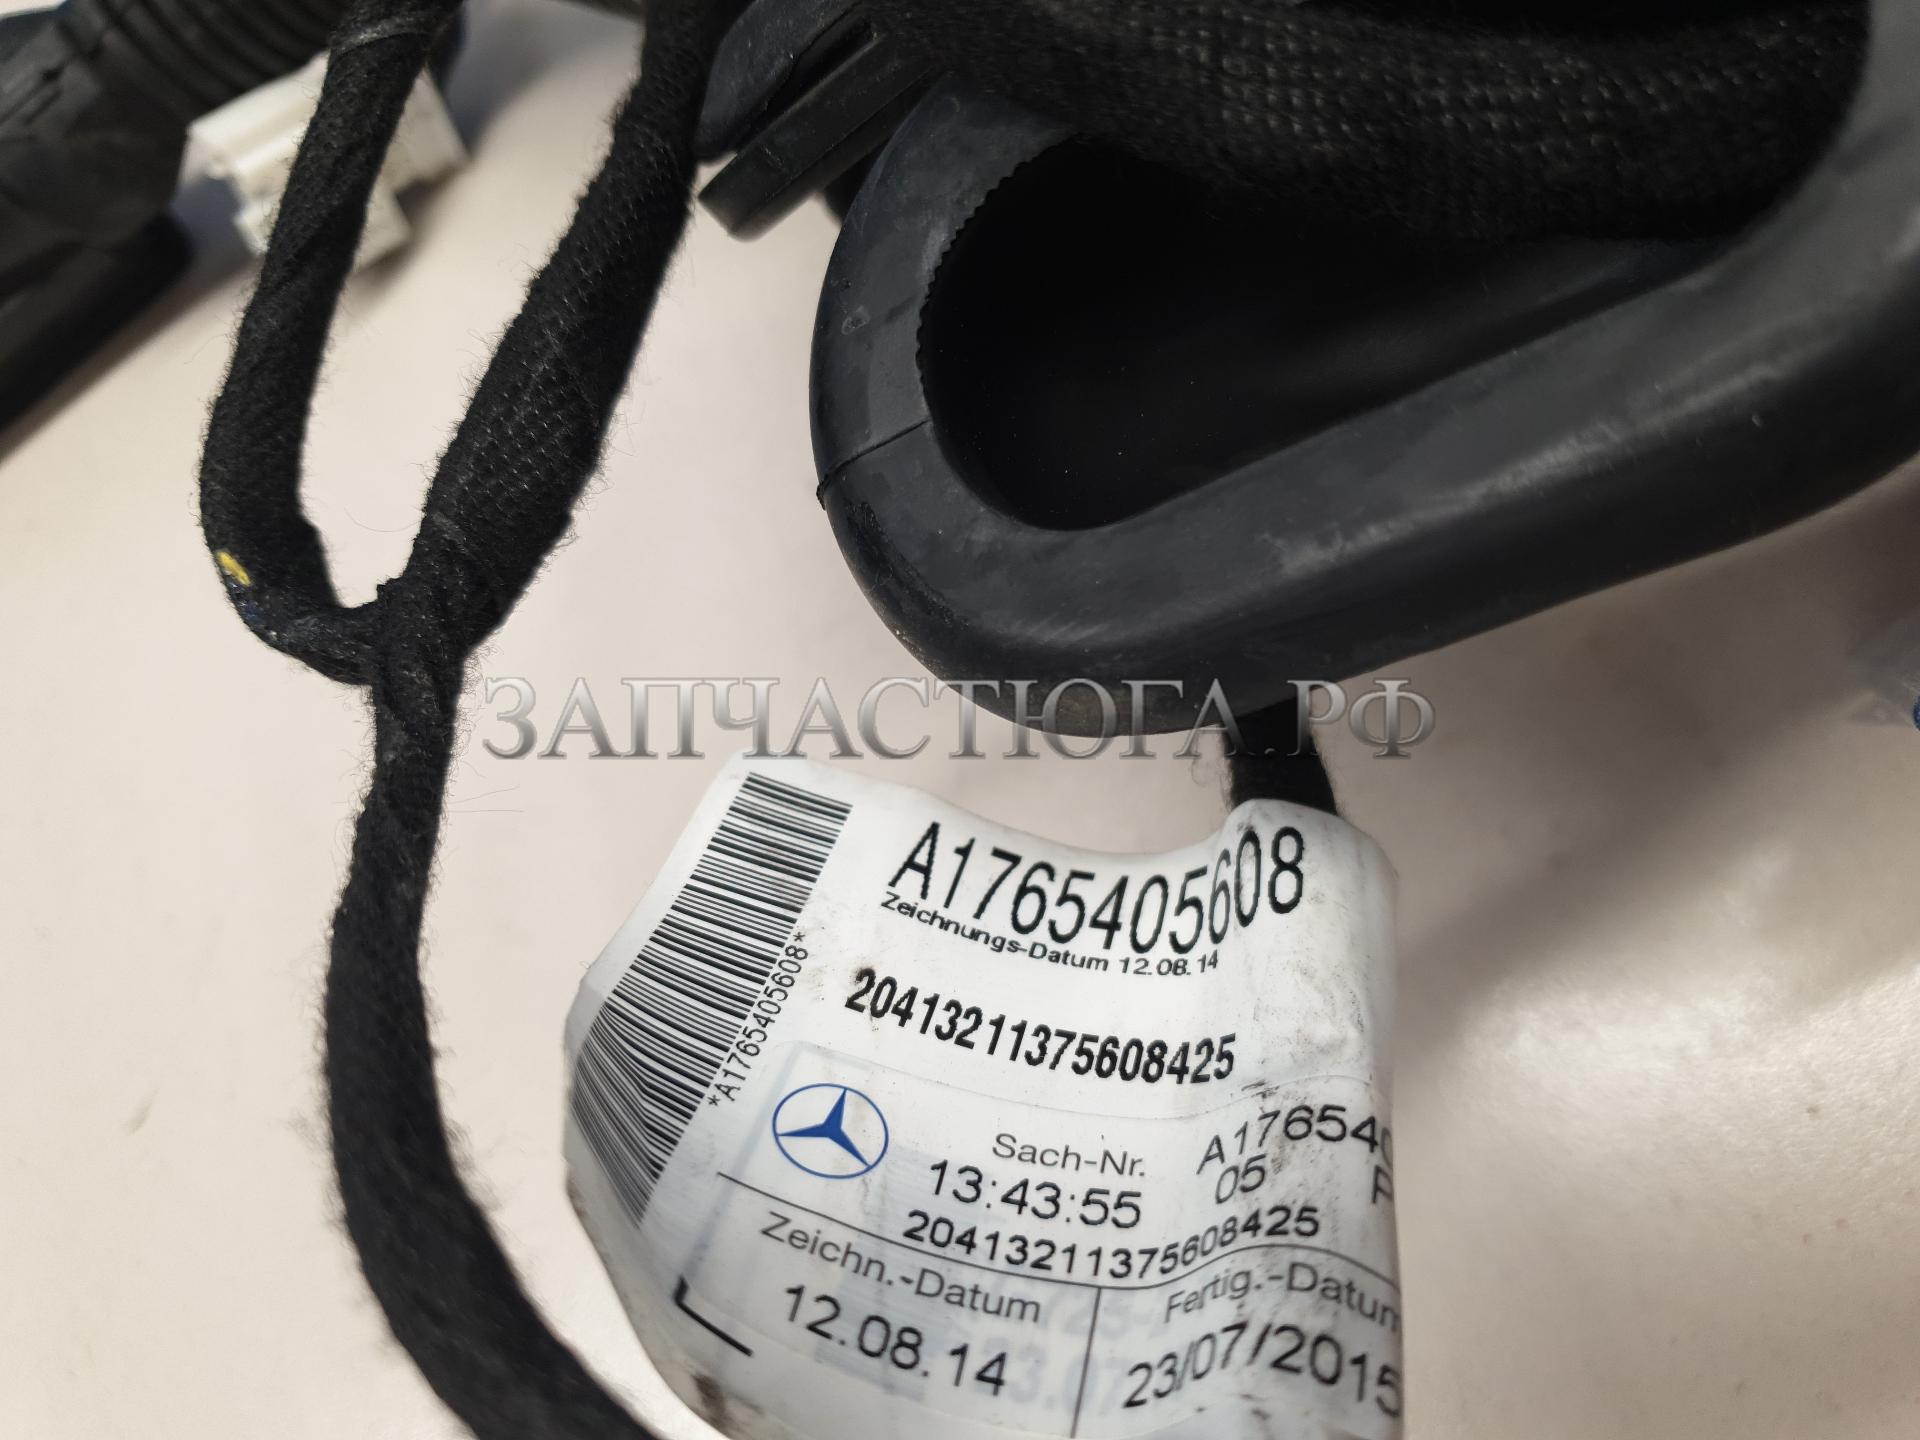 ЗАПЧАСТЮГА.РФ
A1765405608
Zeichnungs-Datum 12.08.14
*A1765405608*
20413211375608425
Sach-Nr. A176540
13:43:55 05
20413211375608425
Zeichn.-Datum Fertig.-Datum
12.08.14 23/07/2015